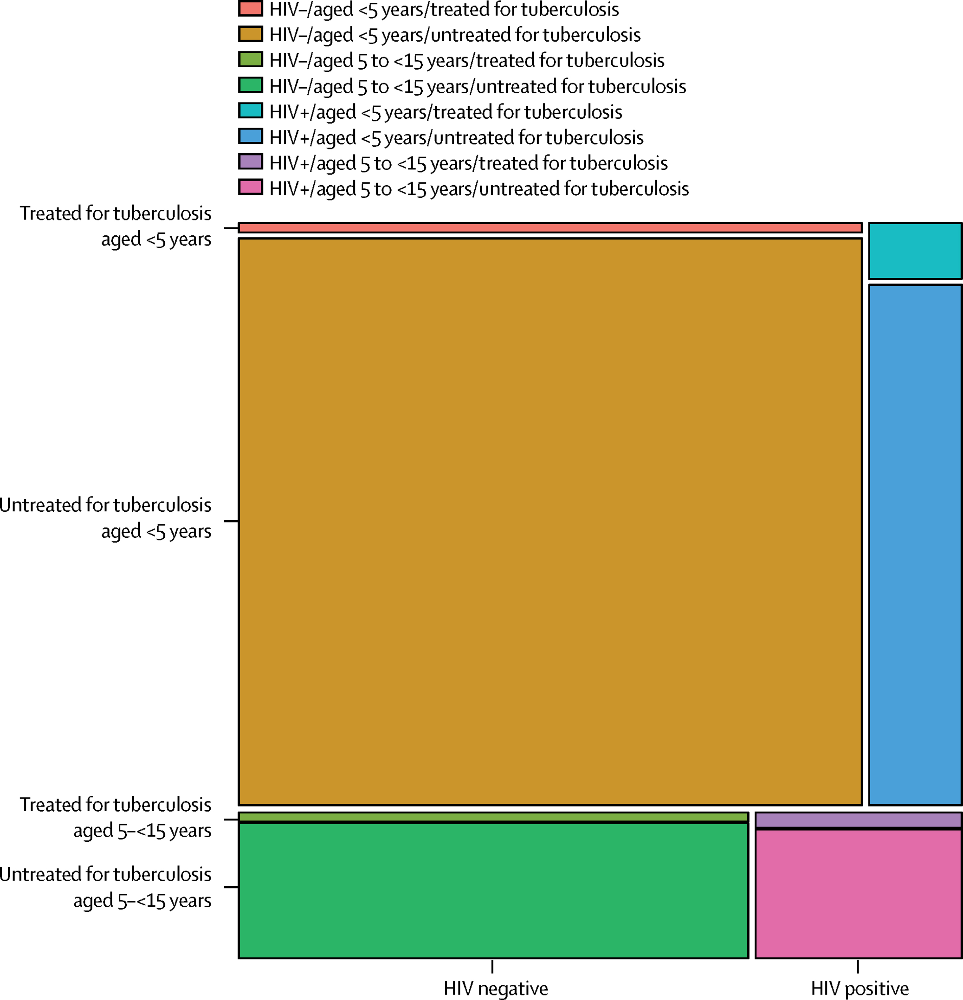 HIV–/aged <5 years/treated for tuberculosis
HIV–/aged <5 years/untreated for tuberculosis
HIV–/aged 5 to <15 years/treated for tuberculosis
HIV–/aged 5 to <15 years/untreated for tuberculosis
HIV+/aged <5 years/treated for tuberculosis
HIV+/aged <5 years/untreated for tuberculosis
HIV+/aged 5 to <15 years/treated for tuberculosis
HIV+/aged 5 to <15 years/untreated for tuberculosis
Treated for tuberculosis
aged <5 years
Untreated for tuberculosis
aged <5 years
Treated for tuberculosis
aged 5–<15 years
Untreated for tuberculosis
aged 5–<15 years
HIV negative
HIV positive